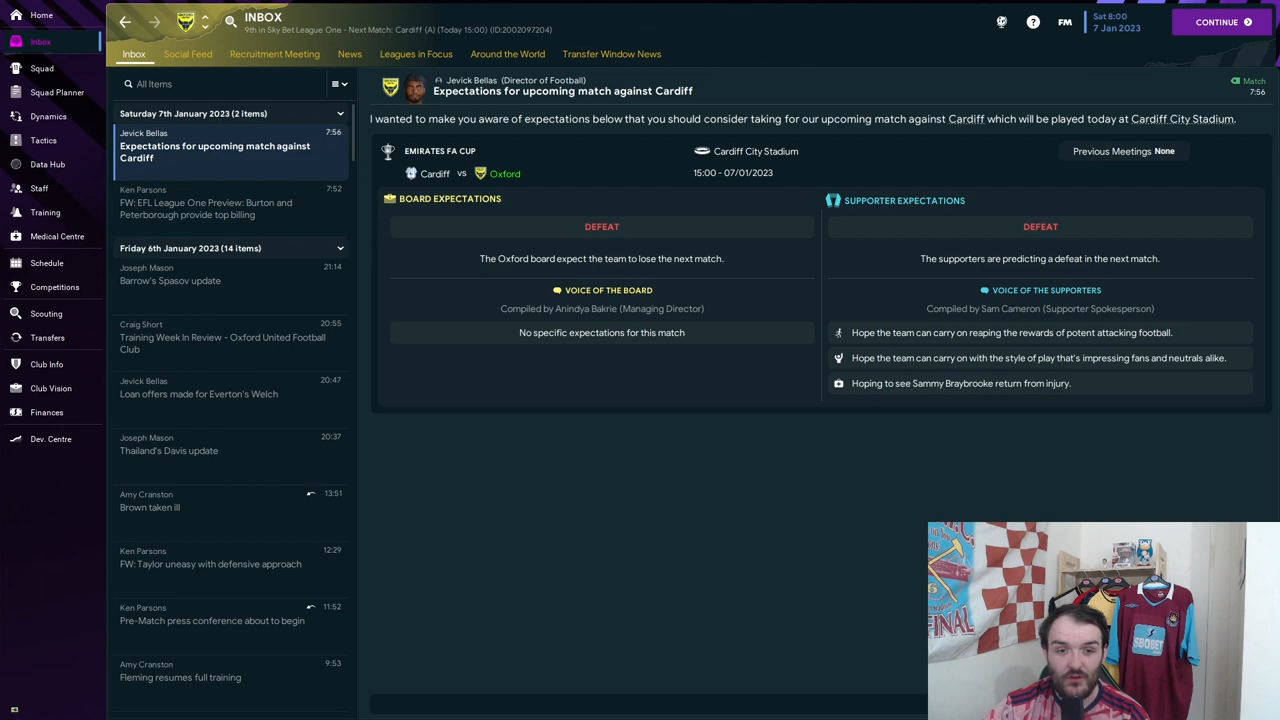 INBOX
9th in Sky Bet League One - Next Match: Cardiff (A) (Today 15:00) (ID:2002097204)
FM
Sat 8:00
7 Jan 2023
CONTINUE
Home
Inbox
Squad
Squad Planner
Dynamics
Tactics
Data Hub
Staff
Training
Medical Centre
Schedule
Competitions
Scouting
Transfers
Club Info
Club Vision
Finances
Dev. Centre
Inbox
Social Feed
Recruitment Meeting
News
Leagues in Focus
Around the World
Transfer Window News
All Items
Saturday 7th January 2023 (2 items)
Jevick Bellas 7:56
Expectations for upcoming match against
Cardiff
Ken Parsons 7:52
FW: EFL League One Preview: Burton and
Peterborough provide top billing
Friday 6th January 2023 (14 items)
Joseph Mason 21:14
Barrow's Spasov update
Craig Short 20:55
Training Week In Review - Oxford United Football
Club
Jevick Bellas 20:47
Loan offers made for Everton's Welch
Joseph Mason 20:37
Thailand's Davis update
Amy Cranston 13:51
Brown taken ill
Ken Parsons 12:29
FW: Taylor uneasy with defensive approach
Ken Parsons 11:52
Pre-Match press conference about to begin
Amy Cranston 9:53
Fleming resumes full training
Jevick Bellas (Director of Football)
Expectations for upcoming match against Cardiff
Match
7:56
I wanted to make you aware of expectations below that you should consider taking for our upcoming match against Cardiff which will be played today at Cardiff City Stadium.
EMIRATES FA CUP
Cardiff vs Oxford
Cardiff City Stadium
15:00 - 07/01/2023
Previous Meetings None
BOARD EXPECTATIONS
DEFEAT
The Oxford board expect the team to lose the next match.
VOICE OF THE BOARD
Compiled by Anindya Bakrie (Managing Director)
No specific expectations for this match
SUPPORTER EXPECTATIONS
DEFEAT
The supporters are predicting a defeat in the next match.
VOICE OF THE SUPPORTERS
Compiled by Sam Cameron (Supporter Spokesperson)
Hope the team can carry on reaping the rewards of potent attacking football.
Hope the team can carry on with the style of play that's impressing fans and neutrals alike.
Hoping to see Sammy Braybrooke return from injury.
SBOBET
FINAL